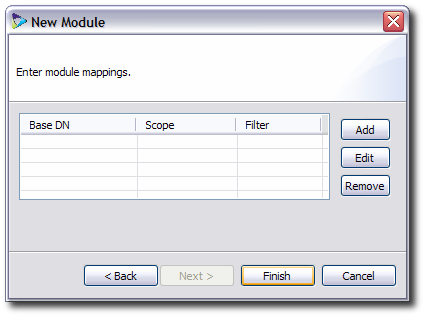 New Module
Enter module mappings.
Base DN Scope Filter
Add
Edit
Remove
< Back Next > Finish Cancel